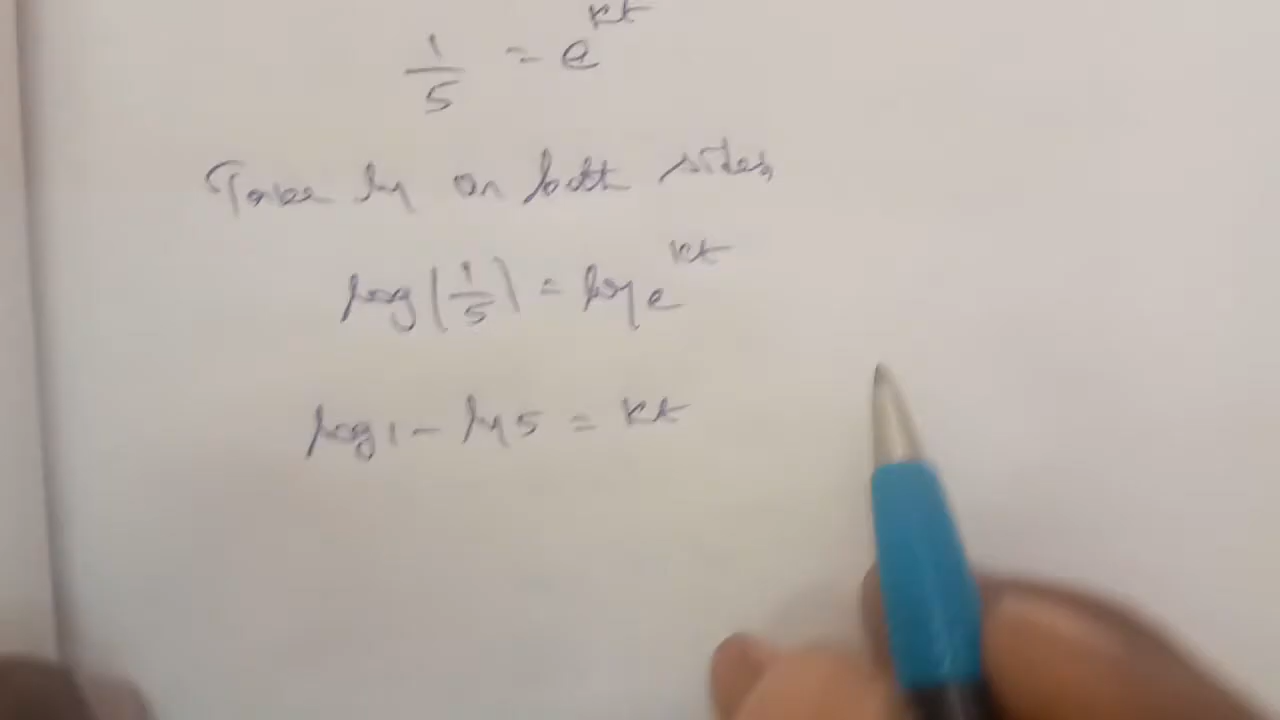 1/5 = e^kt
Take log on both sides,
log(1/5) = log e^kt
log 1 - log 5 = kt